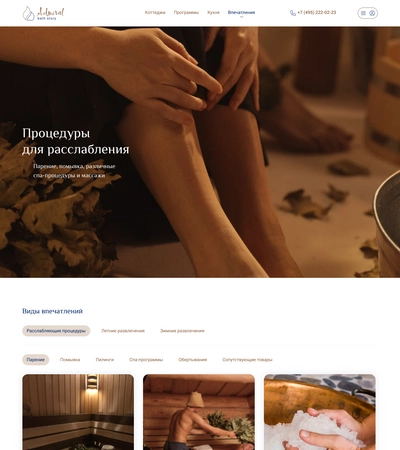 Admiral
bath story
Коттеджи Программы Кухня Впечатления
+7 (495) 222-02-23
Процедуры
для расслабления
Парение, помывка, различные
спа-процедуры и массажи
Виды впечатлений
Расслабляющие процедуры Летние развлечения Зимние развлечения
Парение Помывка Пилинги Спа-программы Обертывания Сопутствующие товары